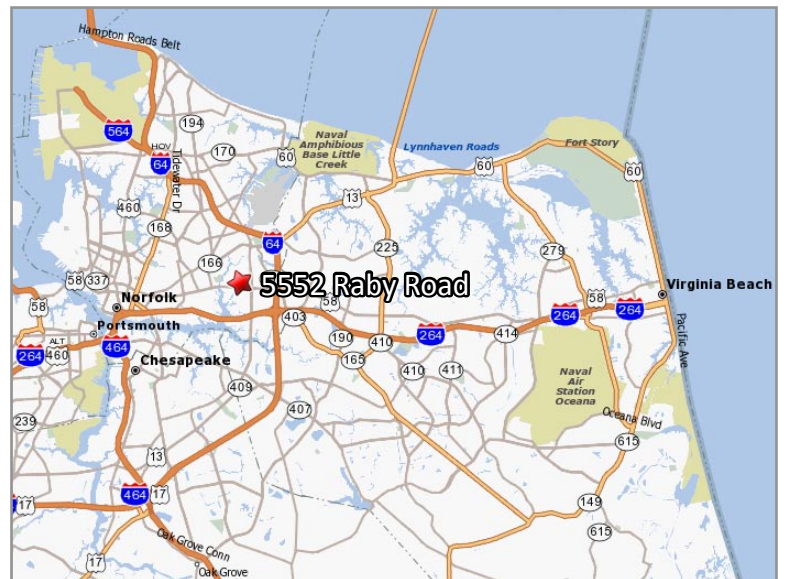 Hampton Roads Belt
564
HOV
64
Tidewater Dr
194
170
60
Naval
Amphibious
Base Little
Creek
Lynnhaven Roads
60
Fort Story
60
460
168
13
64
225
279
166
58
337
5552 Raby Road
58
58
Norfolk
58
264
264
Virginia Beach
403
Portsmouth
ALT
264
460
464
190
410
264
414
Pacific Ave
165
Chesapeake
410
411
409
407
Naval
Air
Station
Oceana
239
Oceana Blvd
615
13
464
17
17
149
615
Oak Grove Conn
17
Oak Grove